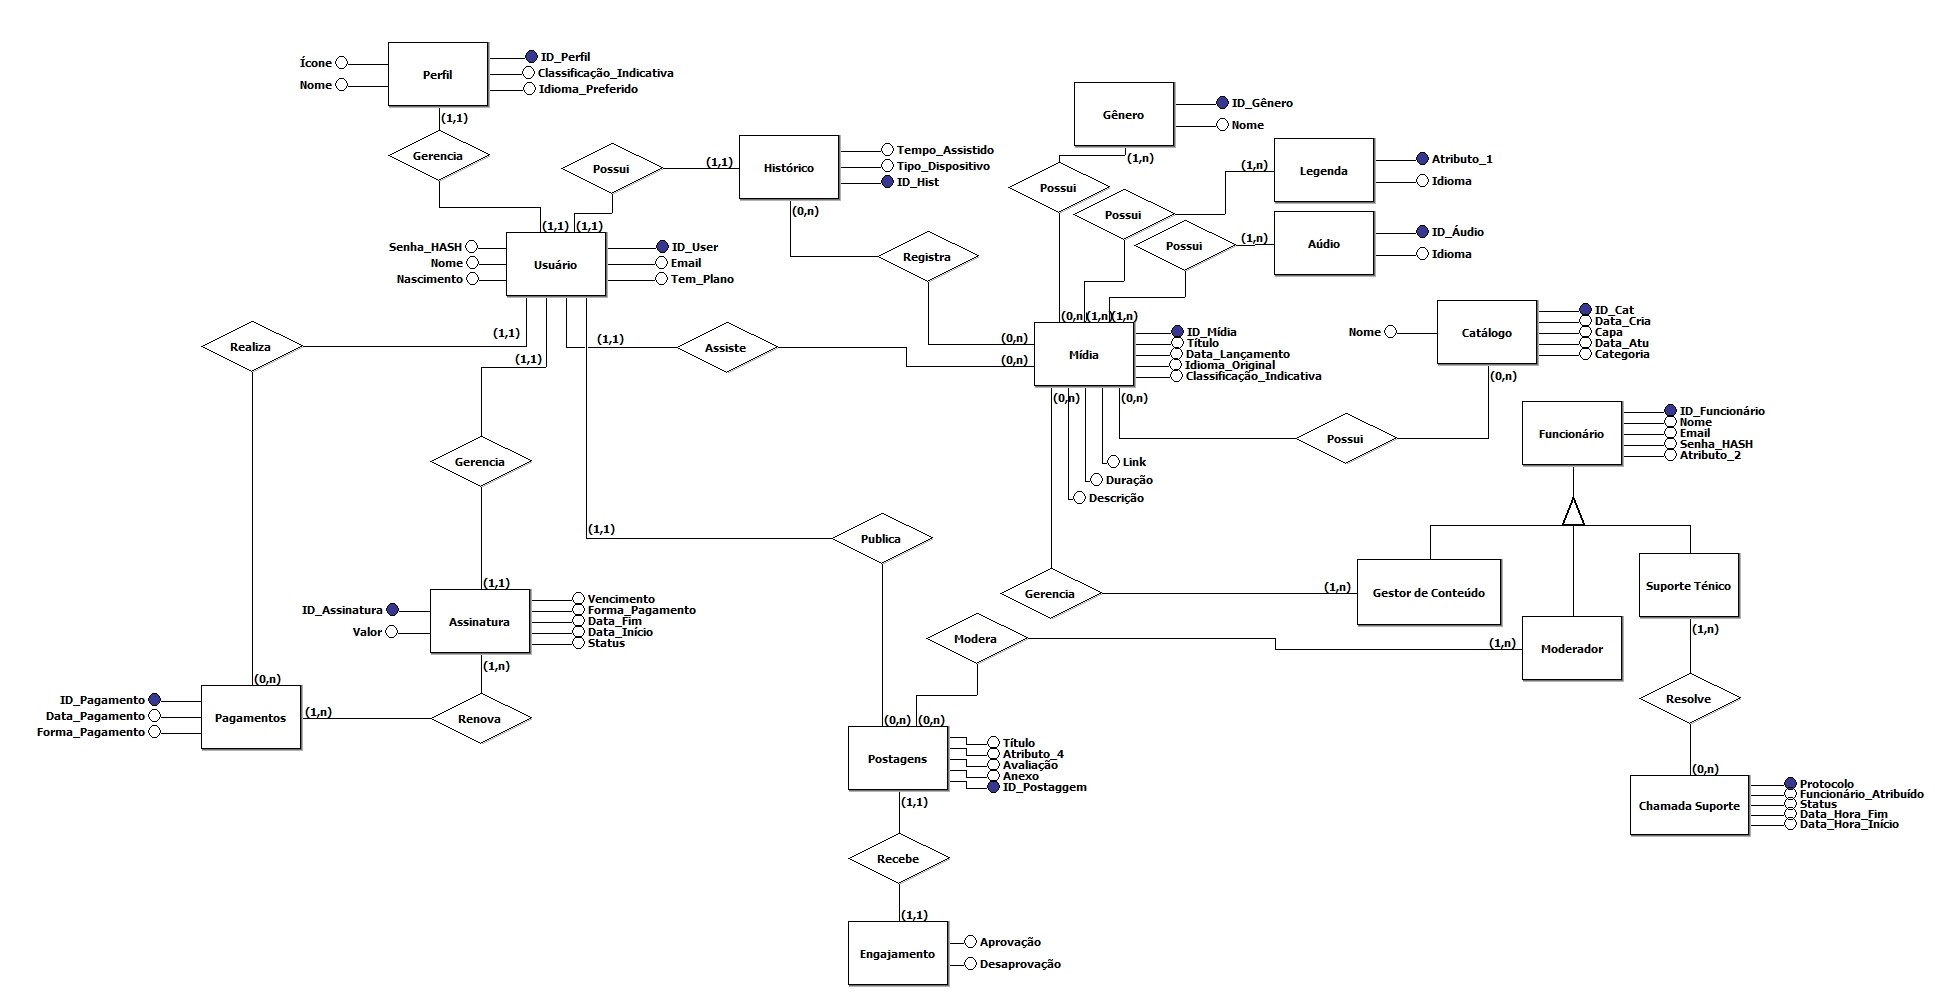 Ícone
Nome
Perfil
ID_Perfil
Classificação_Indicativa
Idioma_Preferido
(1,1)
Gerencia
Possui
(1,1)
Histórico
Tempo_Assistido
Tipo_Dispositivo
ID_Hist
(0,n)
Registra
Gênero
ID_Gênero
Nome
(1,n)
Possui
Legenda
Atributo_1
Idioma
(1,n)
Possui
Aúdio
ID_Áudio
Idioma
(1,n)
Possui
(1,1)
(1,1)
Senha_HASH
Nome
Nascimento
Usuário
ID_User
Email
Tem_Plano
(1,1)
(1,1)
(1,1)
Realiza
Assiste
(0,n)
(0,n)
(0,n
(1,n)
(1,n)
Mídia
ID_Mídia
Título
Data_Lançamento
Idioma_Original
Classificação_Indicativa
(0,n)
(0,n)
Link
Duração
Descrição
Nome
Catálogo
ID_Cat
Data_Cria
Capa
Data_Atu
Categoria
(0,n)
Possui
Funcionário
ID_Funcionário
Nome
Email
Senha_HASH
Atributo_2
Gerencia
(1,1)
Publica
(1,1)
ID_Assinatura
Valor
Assinatura
Vencimento
Forma_Pagamento
Data_Fim
Data_Início
Status
(1,n)
Gerencia
(1,n)
Gestor de Conteúdo
Suporte Ténico
(1,n)
Modera
(1,n)
Moderador
Resolve
(0,n)
ID_Pagamento
Data_Pagamento
Forma_Pagamento
Pagamentos
(1,n)
Renova
(0,n)
(0,n)
Postagens
Título
Atributo_4
Avaliação
Anexo
ID_Postaggem
(1,1)
(0,n)
Chamada Suporte
Protocolo
Funcionário_Atribuído
Status
Data_Hora_Fim
Data_Hora_Início
Recebe
(1,1)
Engajamento
Aprovação
Desaprovação